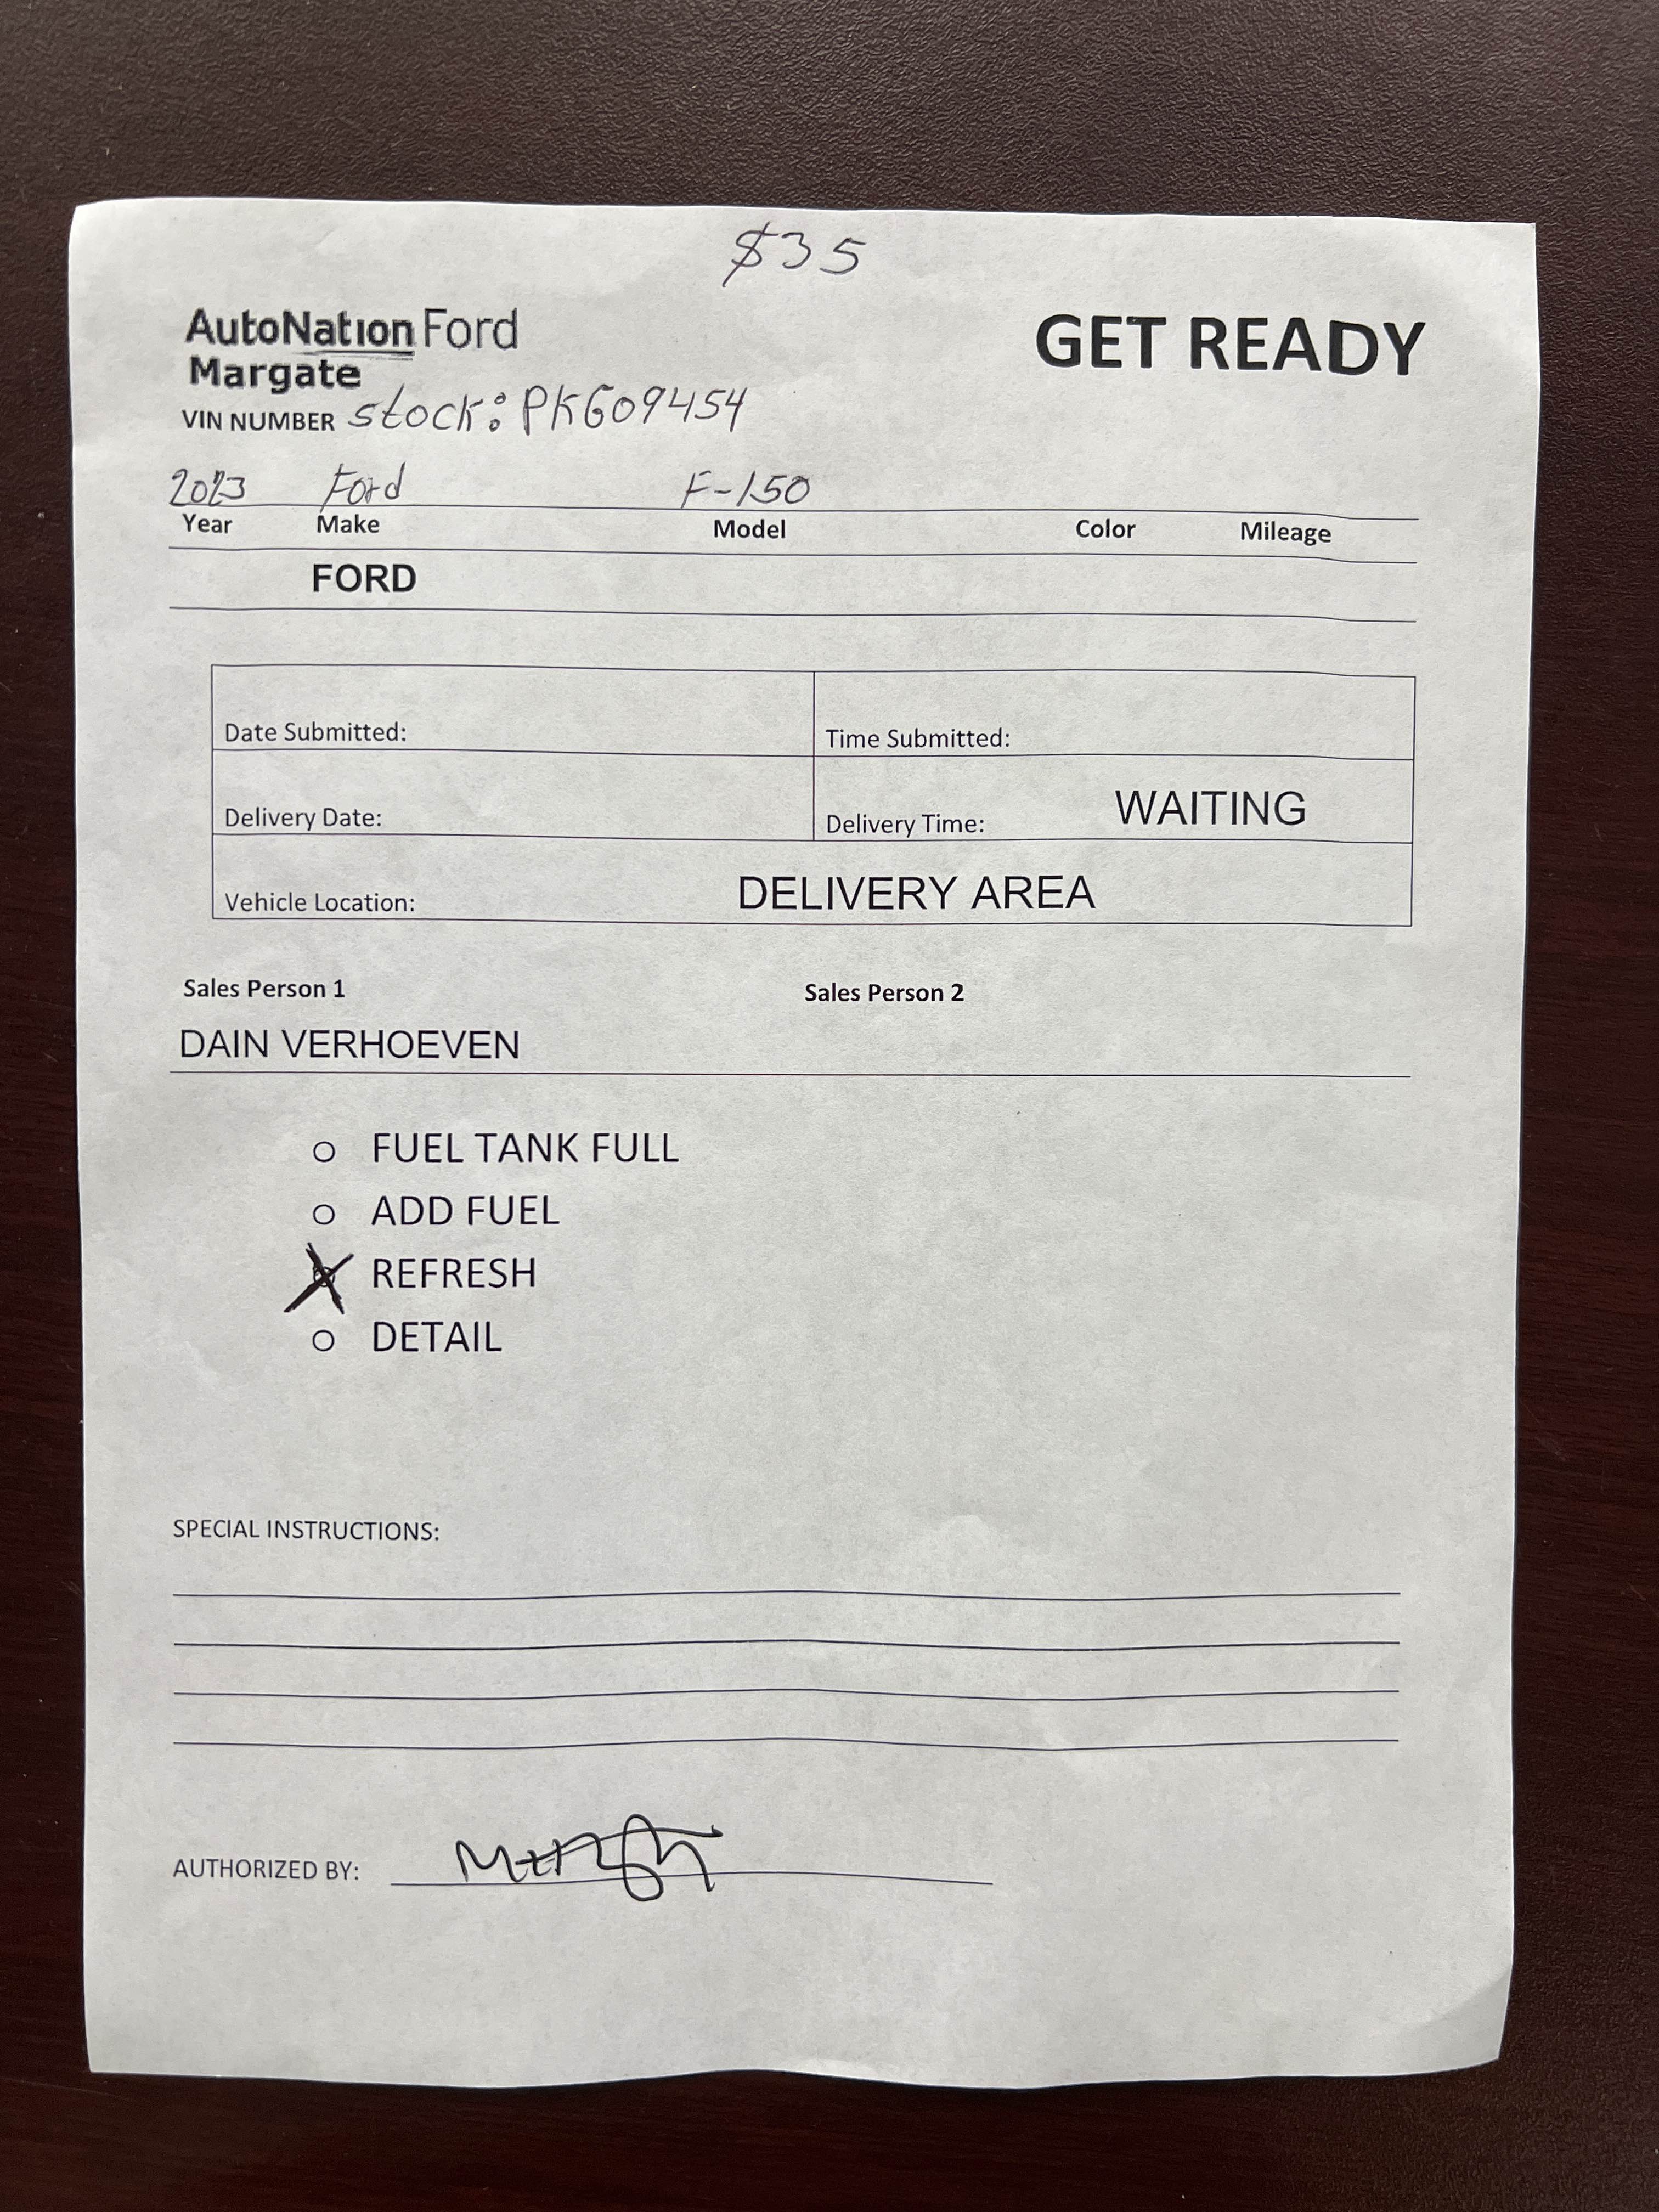 $35
AutoNation Ford
Margate
GET READY
VIN NUMBER stock: PKG09454
2023 Ford F-150
Year Make Model Color Mileage
FORD
Date Submitted: Time Submitted:
Delivery Date: Delivery Time: WAITING
Vehicle Location: DELIVERY AREA
Sales Person 1 Sales Person 2
DAIN VERHOEVEN
FUEL TANK FULL
ADD FUEL
REFRESH
DETAIL
SPECIAL INSTRUCTIONS:
AUTHORIZED BY: